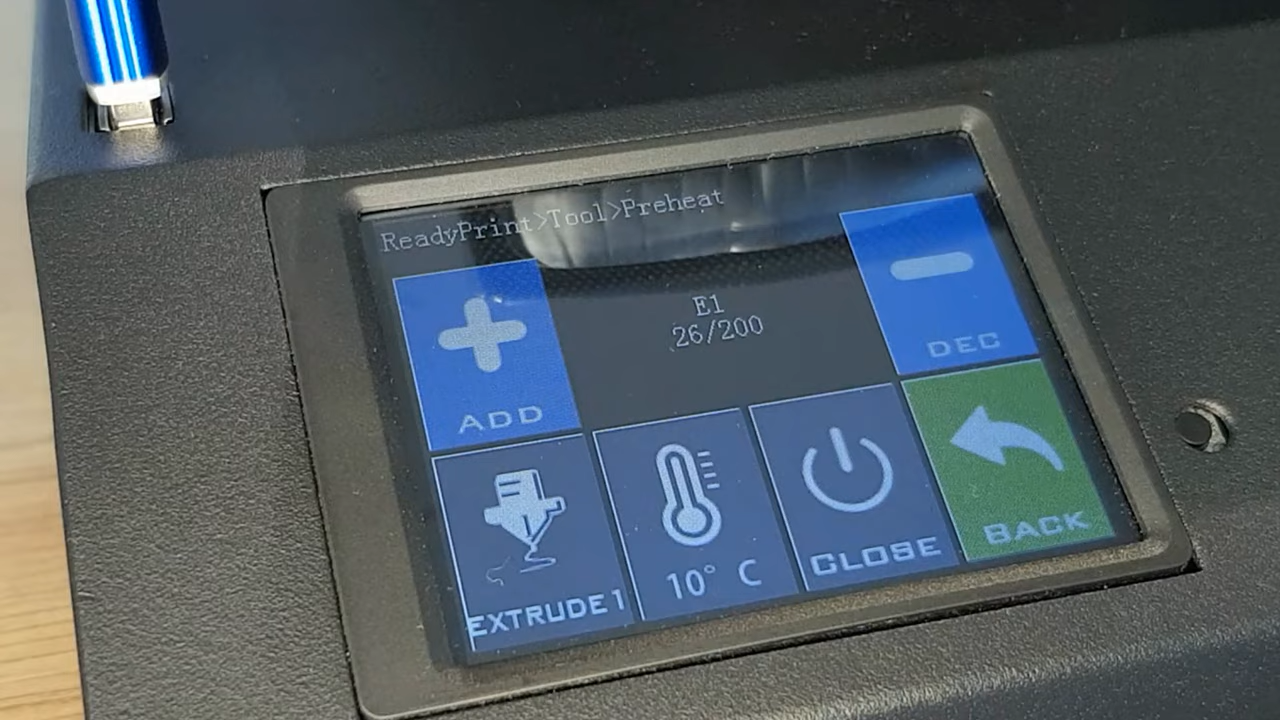 ReadyPrint>Tool>Preheat
E1
26/200
DEC
ADD
EXTRUDE1
10° C
CLOSE
BACK